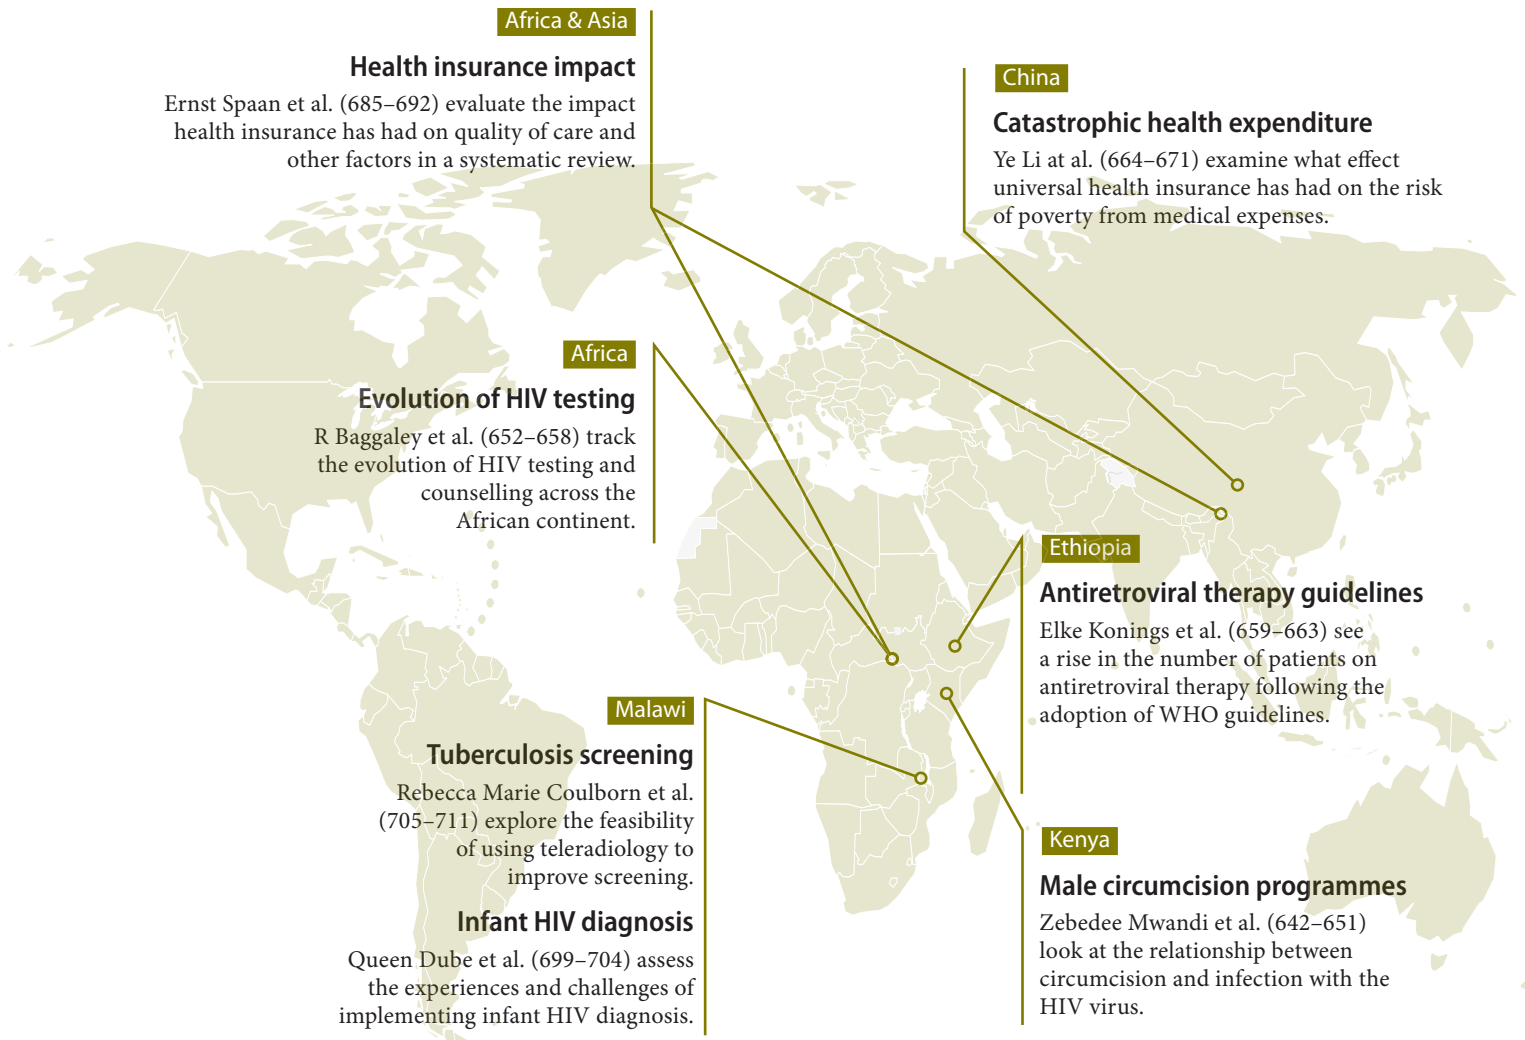 Africa & Asia
Health insurance impact
Ernst Spaan et al. (685–692) evaluate the impact
health insurance has had on quality of care and
other factors in a systematic review.
China
Catastrophic health expenditure
Ye Li at al. (664–671) examine what effect
universal health insurance has had on the risk
of poverty from medical expenses.
Africa
Evolution of HIV testing
R Baggaley et al. (652–658) track
the evolution of HIV testing and
counselling across the
African continent.
Ethiopia
Antiretroviral therapy guidelines
Elke Konings et al. (659–663) see
a rise in the number of patients on
antiretroviral therapy following the
adoption of WHO guidelines.
Malawi
Tuberculosis screening
Rebecca Marie Coulborn et al.
(705–711) explore the feasibility
of using teleradiology to
improve screening.
Infant HIV diagnosis
Queen Dube et al. (699–704) assess
the experiences and challenges of
implementing infant HIV diagnosis.
Kenya
Male circumcision programmes
Zebedee Mwandi et al. (642–651)
look at the relationship between
circumcision and infection with the
HIV virus.